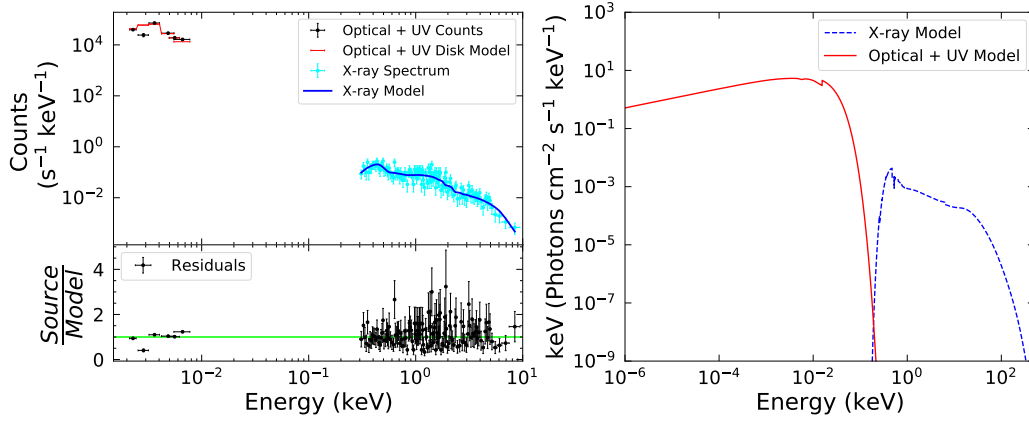 10⁴
10²
10⁰
10⁻²
Counts
(s⁻¹ keV⁻¹)
Optical + UV Counts
Optical + UV Disk Model
X-ray Spectrum
X-ray Model
4
2
0
Source
Model
Residuals
10⁻² 10⁻¹ 10⁰ 10¹
Energy (keV)
10³
10¹
10⁻¹
10⁻³
10⁻⁵
10⁻⁷
10⁻⁹
keV (Photons cm⁻² s⁻¹ keV⁻¹)
X-ray Model
Optical + UV Model
10⁻⁶ 10⁻⁴ 10⁻² 10⁰ 10²
Energy (keV)